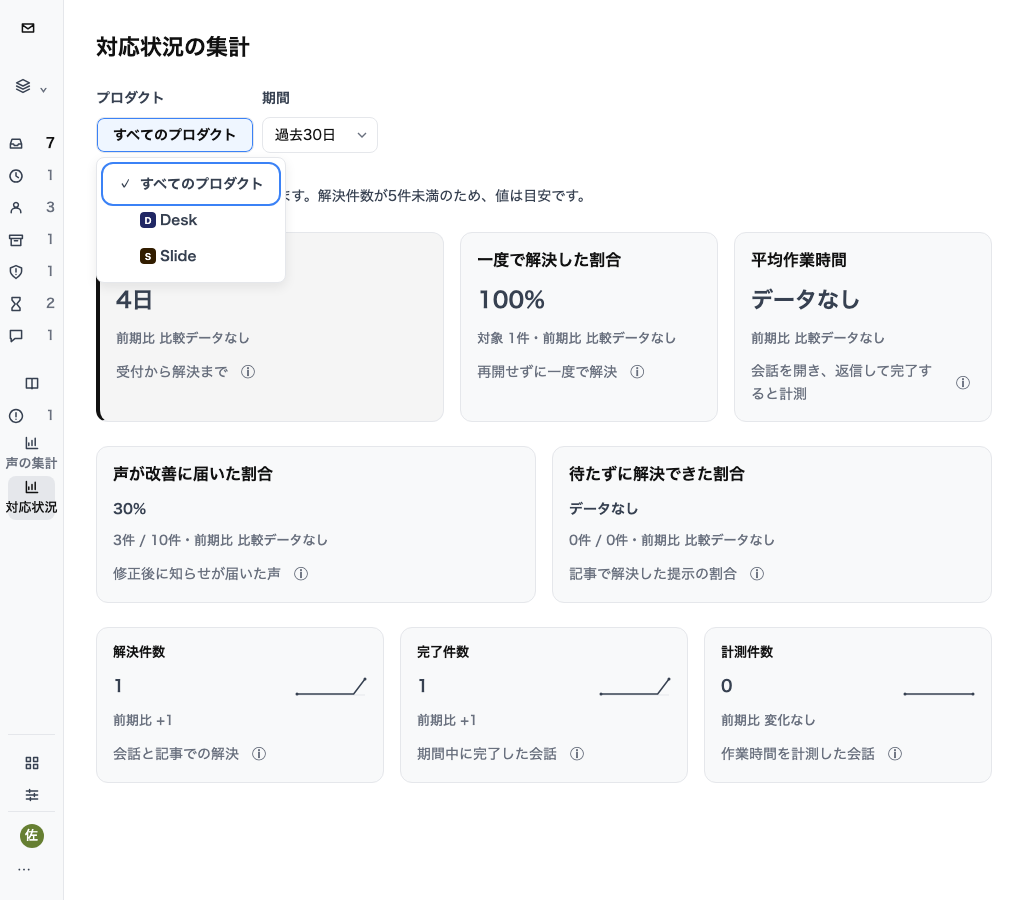 対応状況の集計
プロダクト
期間
すべてのプロダクト
過去30日
✓ すべてのプロダクト
D Desk
S Slide
ます。解決件数が5件未満のため、値は目安です。
7
1
3
1
1
2
1
1
声の集計
対応状況
佐
…
4日
前期比 比較データなし
受付から解決まで
一度で解決した割合
100%
対象 1件・前期比 比較データなし
再開せずに一度で解決
平均作業時間
データなし
前期比 比較データなし
会話を開き、返信して完了す
ると計測
声が改善に届いた割合
30%
3件 / 10件・前期比 比較データなし
修正後に知らせが届いた声
待たずに解決できた割合
データなし
0件 / 0件・前期比 比較データなし
記事で解決した提示の割合
解決件数
1
前期比 +1
会話と記事での解決
完了件数
1
前期比 +1
期間中に完了した会話
計測件数
0
前期比 変化なし
作業時間を計測した会話